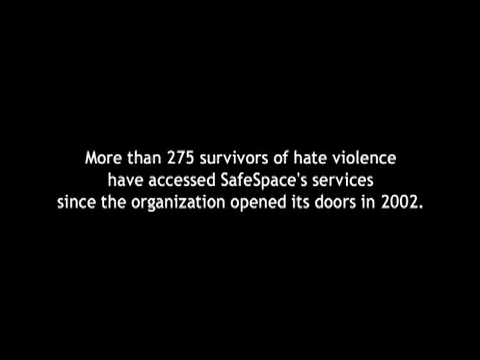 More than 275 survivors of hate violence
have accessed SafeSpace's services
since the organization opened its doors in 2002.